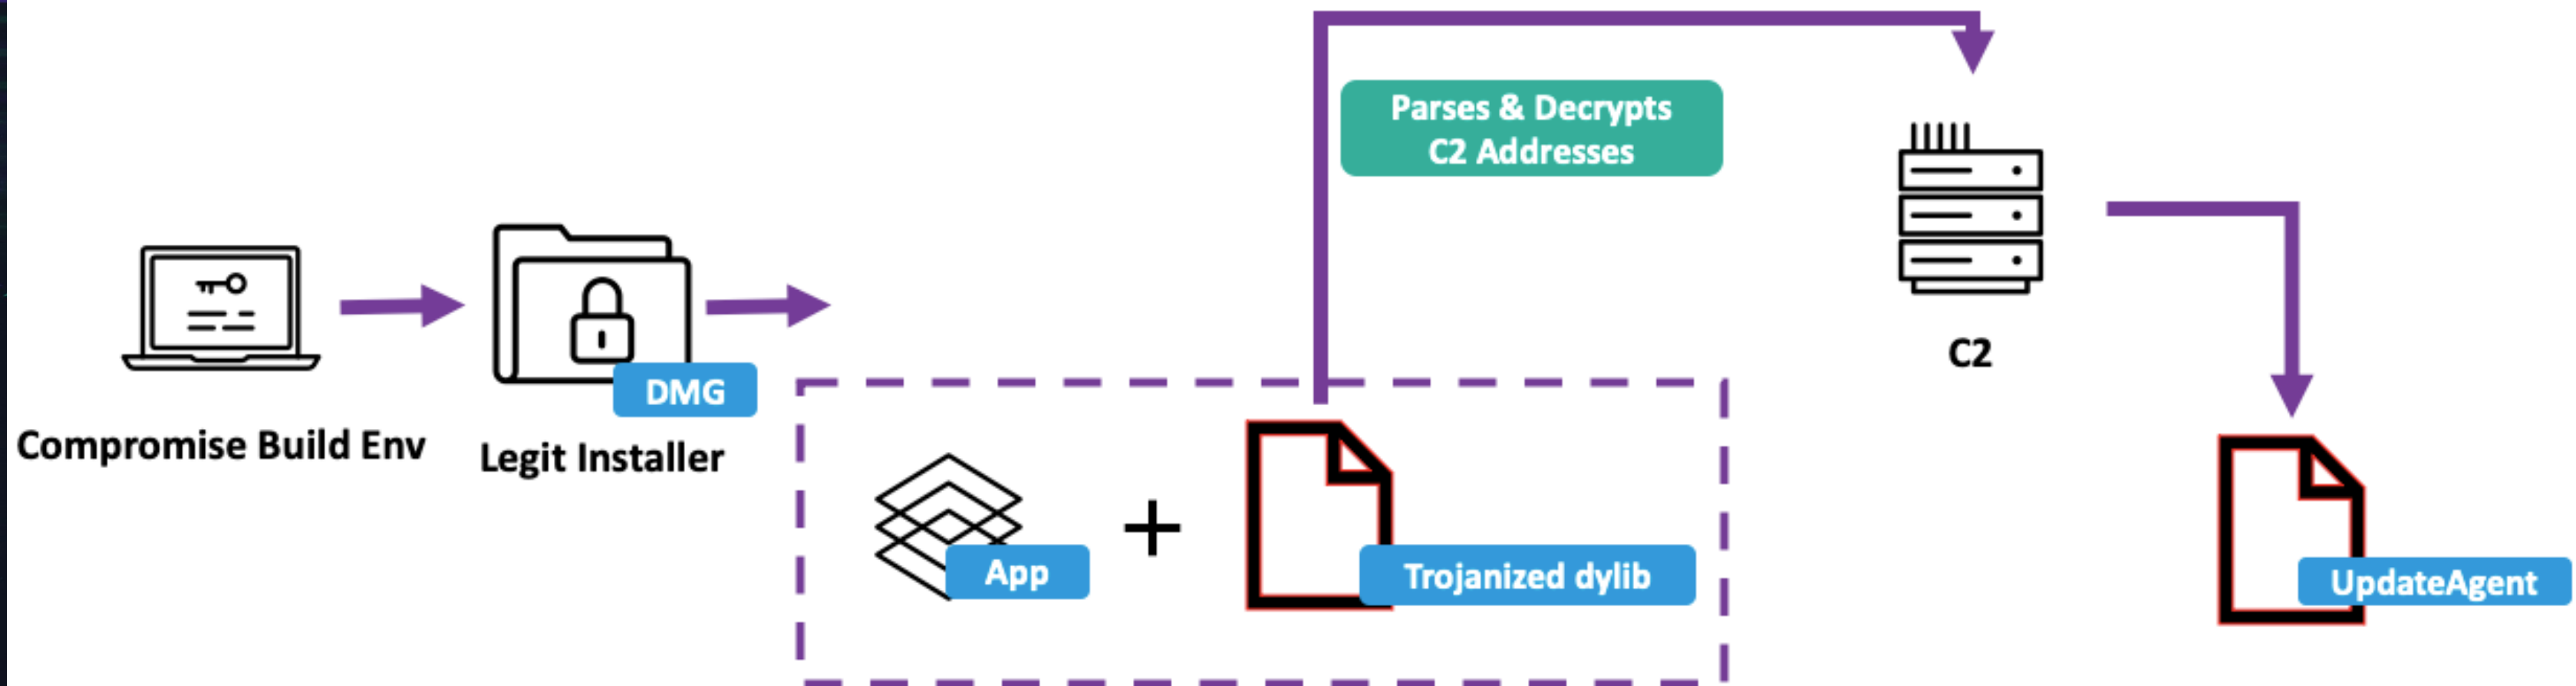 Compromise Build Env
DMG
Legit Installer
App
+
Trojanized dylib
Parses & Decrypts
C2 Addresses
C2
UpdateAgent